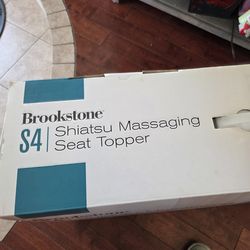 Brookstone
S4 | Shiatsu Massaging
Seat Topper